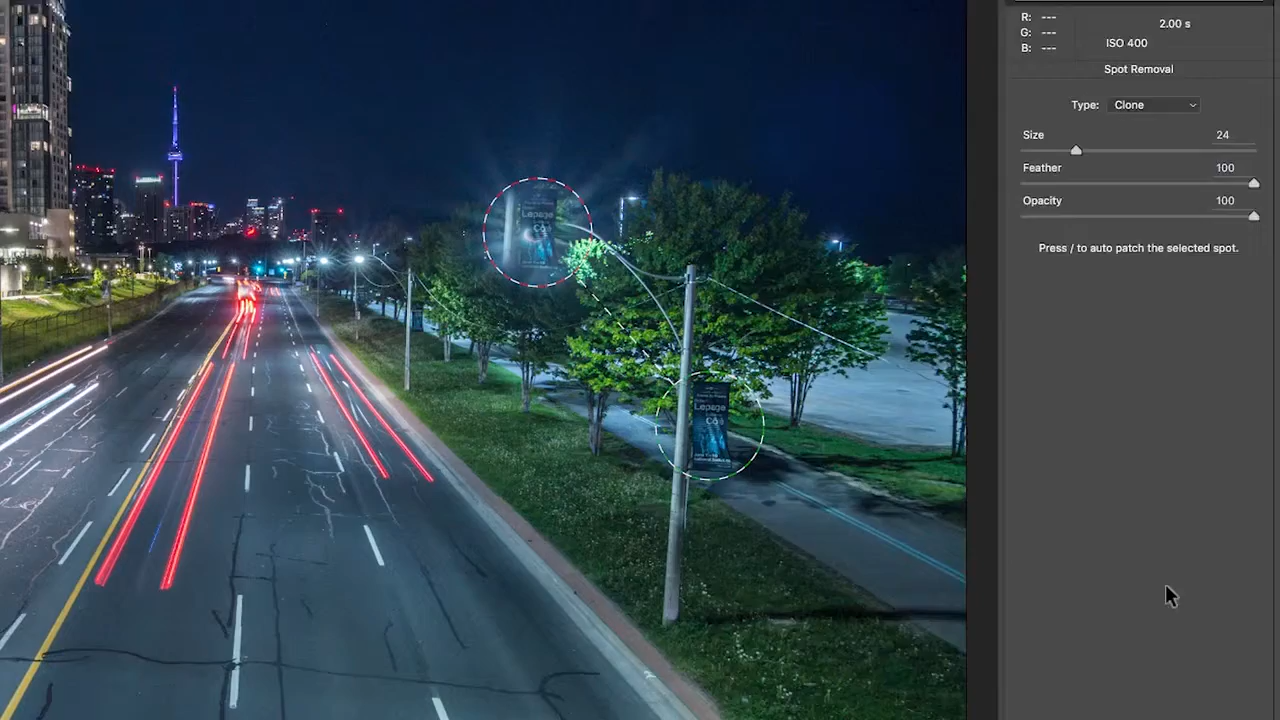 R: ---
2.00 s
G: ---
ISO 400
B: ---
Spot Removal
Type: Clone
Size 24
Feather 100
Opacity 100
Press / to auto patch the selected spot.
Lepage
Côté
Lepage